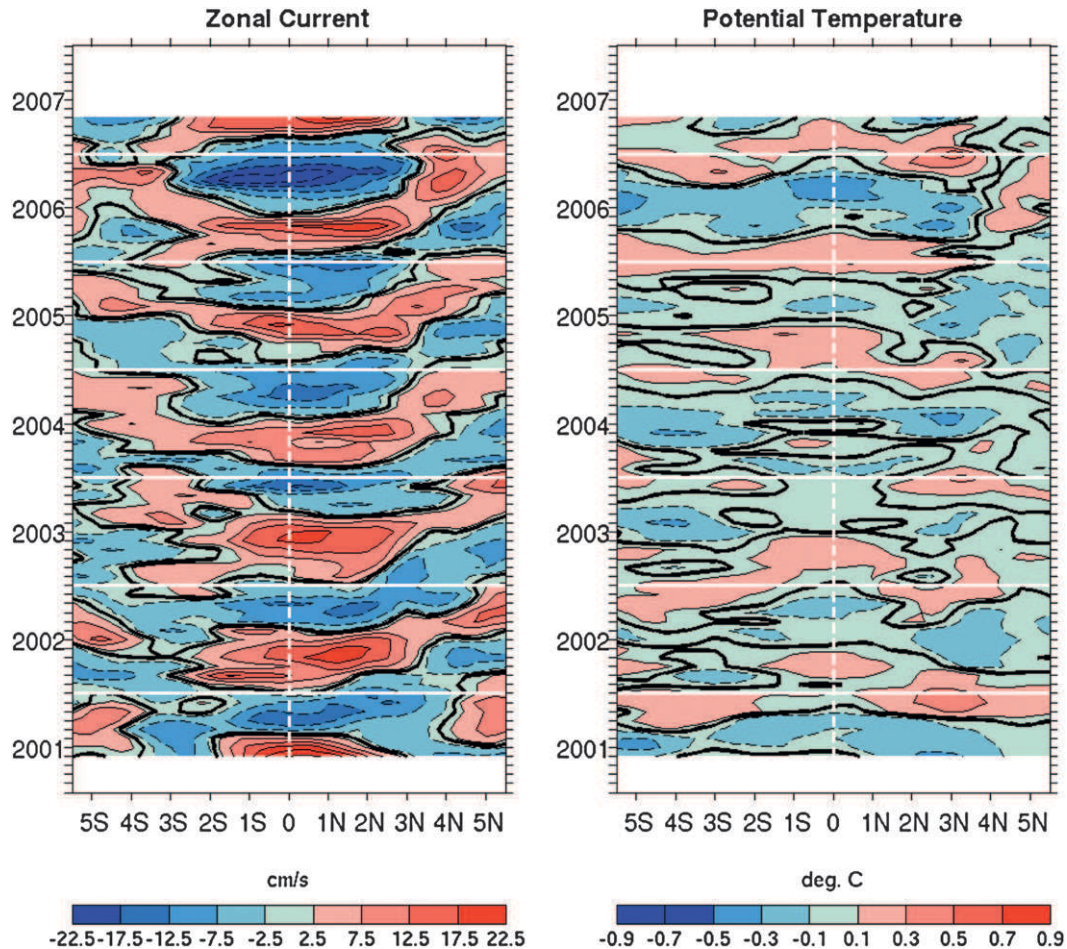 Zonal Current
Potential Temperature
2007
2006
2005
2004
2003
2002
2001
5S 4S 3S 2S 1S 0 1N 2N 3N 4N 5N
cm/s
-22.5 -17.5 -12.5 -7.5 -2.5 2.5 7.5 12.5 17.5 22.5
2007
2006
2005
2004
2003
2002
2001
5S 4S 3S 2S 1S 0 1N 2N 3N 4N 5N
deg. C
-0.9 -0.7 -0.5 -0.3 -0.1 0.1 0.3 0.5 0.7 0.9